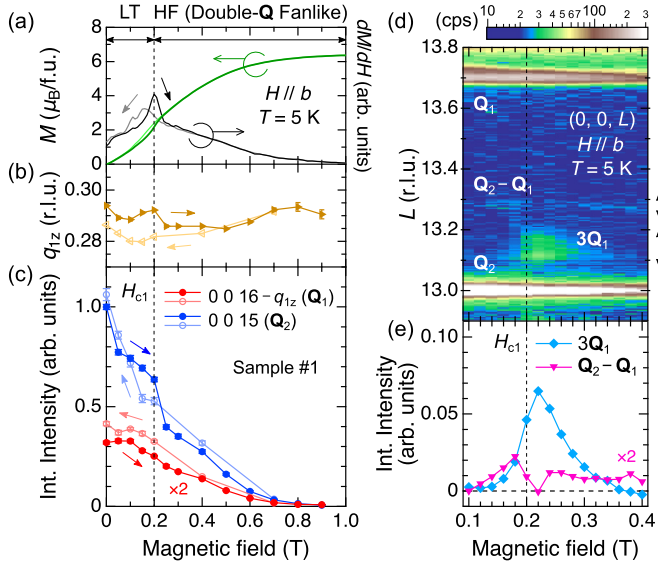 (a) LT HF (Double-Q Fanlike)
8
6
4
2
0
M (μB/f.u.)
H // b
T = 5 K
dM/dH (arb. units)
(b)
0.30
0.28
q1z (r.l.u.)
(c)
1.0
0.5
0
Int. Intensity (arb. units)
Hc1
0 0 16 − q1z (Q1)
0 0 15 (Q2)
Sample #1
×2
0 0.2 0.4 0.6 0.8 1.0
Magnetic field (T)
(d) (cps) 10 2 3 4 5 6 7 100 2 3
13.8
13.6
13.4
13.2
13.0
L (r.l.u.)
Q1
(0, 0, L)
H // b
T = 5 K
Q2 − Q1
3Q1
Q2
(e)
0.10
0.05
0
Int. Intensity
(arb. units)
Hc1
3Q1
Q2 − Q1
×2
0.1 0.2 0.3 0.4
Magnetic field (T)